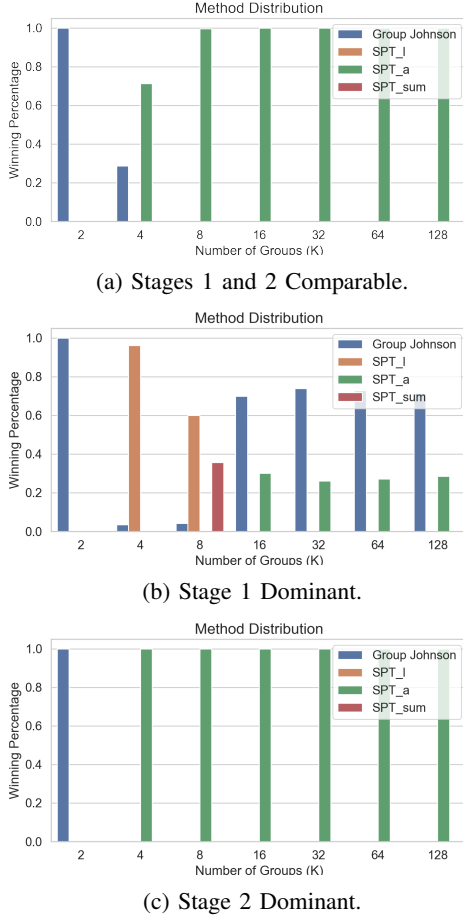 Method Distribution
1.0
0.8
0.6
0.4
0.2
0.0
Winning Percentage
Group Johnson
SPT_l
SPT_a
SPT_sum
2 4 8 16 32 64 128
Number of Groups (K)
(a) Stages 1 and 2 Comparable.
Method Distribution
1.0
0.8
0.6
0.4
0.2
0.0
Winning Percentage
Group Johnson
SPT_l
SPT_a
SPT_sum
2 4 8 16 32 64 128
Number of Groups (K)
(b) Stage 1 Dominant.
Method Distribution
1.0
0.8
0.6
0.4
0.2
0.0
Winning Percentage
Group Johnson
SPT_l
SPT_a
SPT_sum
2 4 8 16 32 64 128
Number of Groups (K)
(c) Stage 2 Dominant.